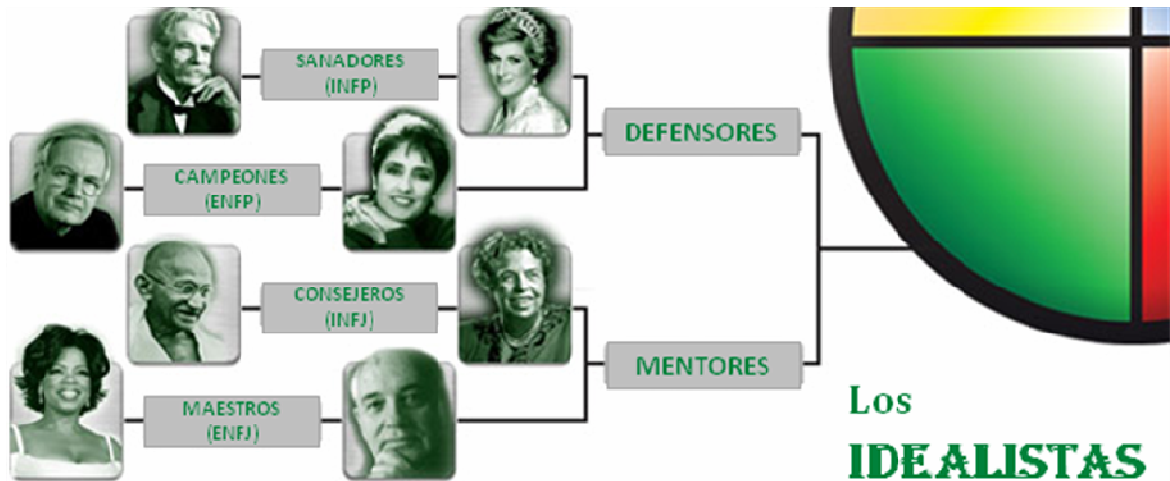 SANADORES
(INFP)
DEFENSORES
CAMPEONES
(ENFP)
CONSEJEROS
(INFJ)
MENTORES
MAESTROS
(ENFJ)
Los
IDEALISTAS